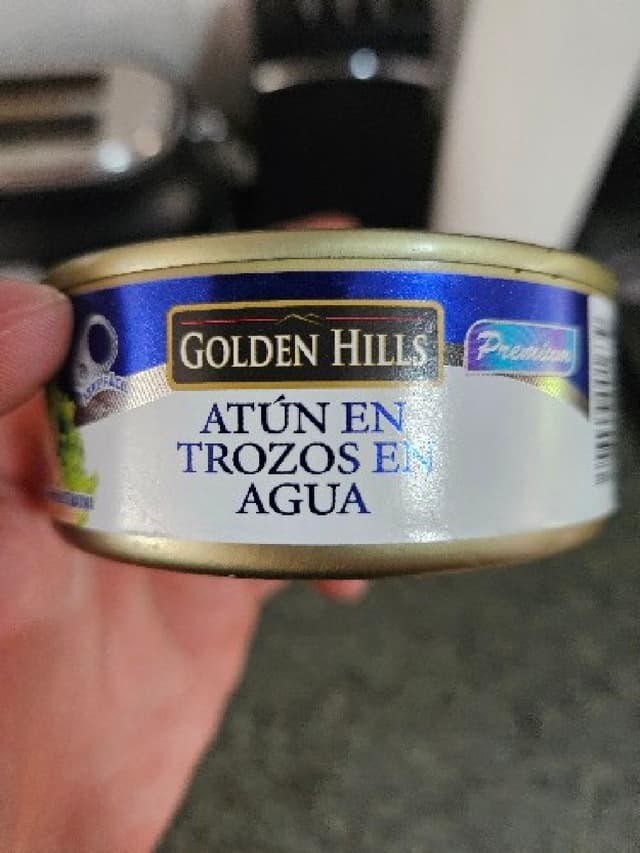 GOLDEN HILLS
Premium
ATÚN EN
TROZOS EN
AGUA